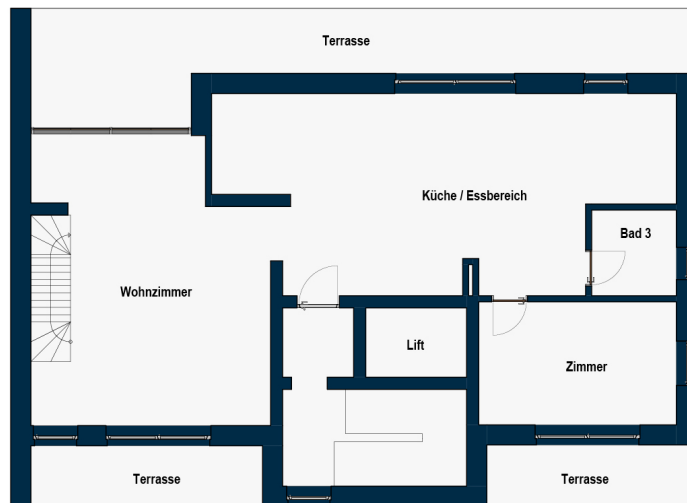 Terrasse
Küche / Essbereich
Bad 3
Wohnzimmer
Lift
Zimmer
Terrasse
Terrasse